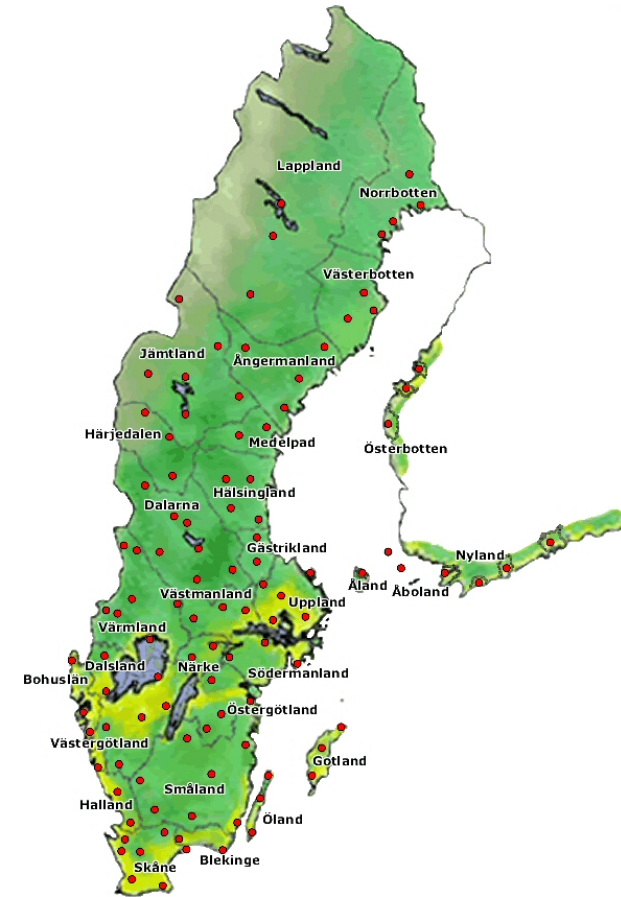 Lappland
Norrbotten
Västerbotten
Jämtland
Ångermanland
Härjedalen
Medelpad
Österbotten
Hälsingland
Dalarna
Gästrikland
Nyland
Åland
Åboland
Västmanland
Uppland
Värmland
Dalsland
Närke
Södermanland
Bohuslän
Östergötland
Västergötland
Gotland
Småland
Halland
Öland
Blekinge
Skåne